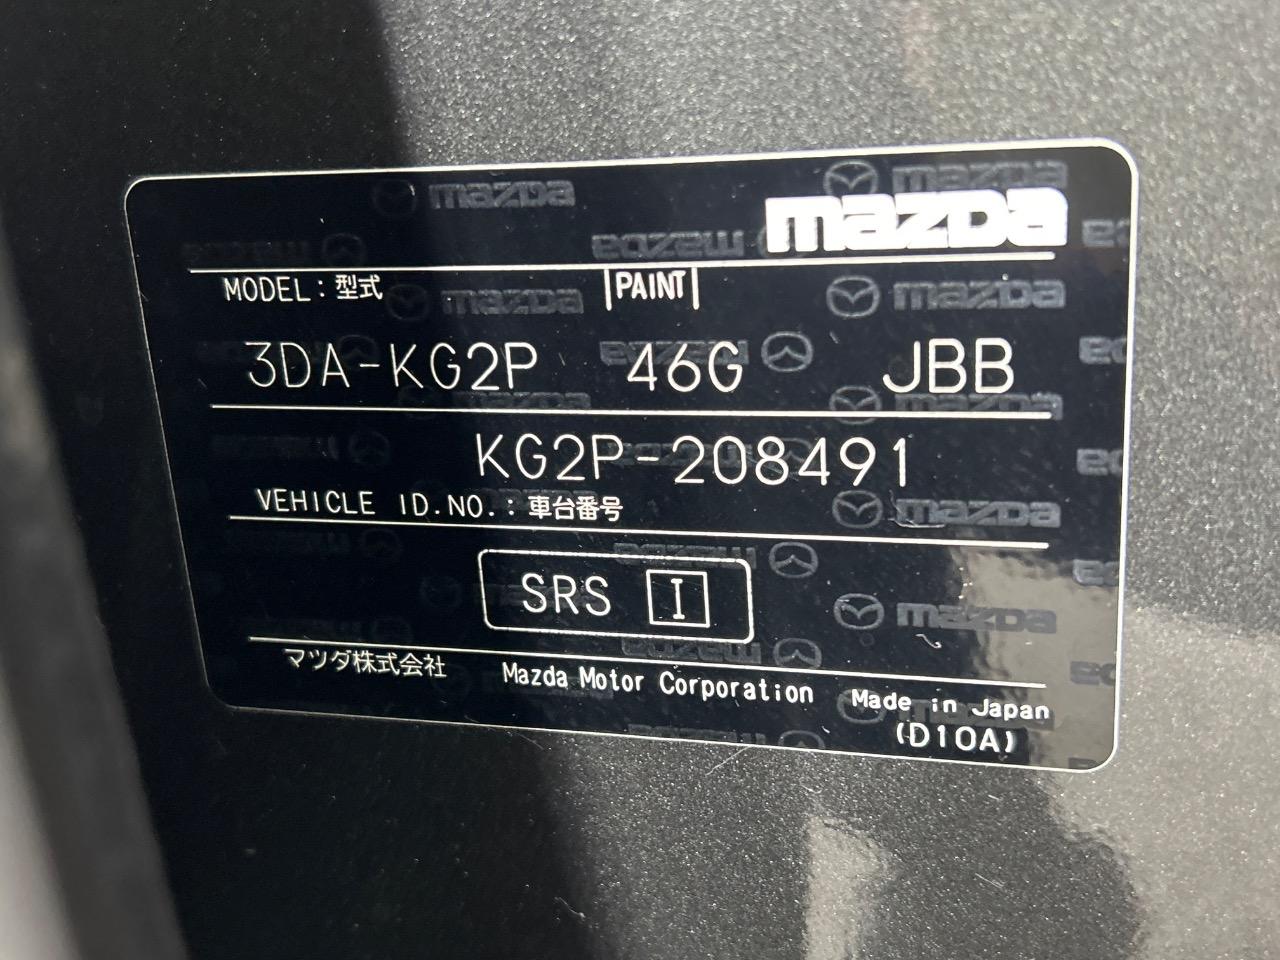 mazda
MODEL：型式 PAINT
3DA-KG2P 46G JBB
KG2P-208491
VEHICLE ID.NO.：車台番号
SRS I
マツダ株式会社 Mazda Motor Corporation Made in Japan
(D10A)